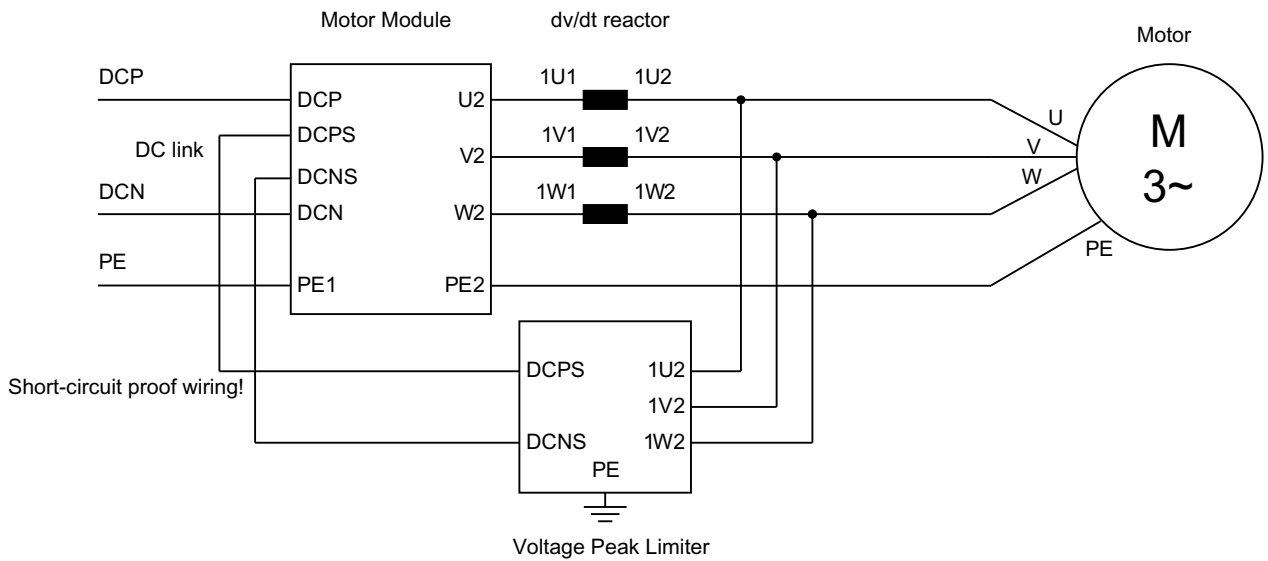 Motor Module
dv/dt reactor
Motor
DCP
DCP
U2
1U1
1U2
U
DCPS
DC link
V2
1V1
1V2
V
DCNS
DCN
DCN
W2
1W1
1W2
W
M
3~
PE
PE1
PE2
PE
DCPS
1U2
Short-circuit proof wiring!
1V2
DCNS
1W2
PE
Voltage Peak Limiter